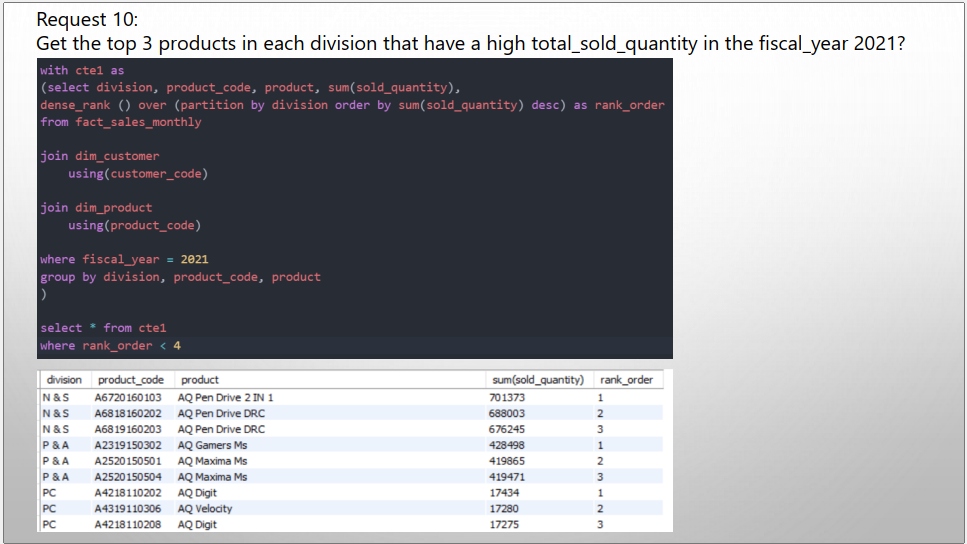 Request 10:
Get the top 3 products in each division that have a high total_sold_quantity in the fiscal_year 2021?
with cte1 as
(select division, product_code, product, sum(sold_quantity),
dense_rank () over (partition by division order by sum(sold_quantity) desc) as rank_order
from fact_sales_monthly
join dim_customer
using(customer_code)
join dim_product
using(product_code)
where fiscal_year = 2021
group by division, product_code, product
)
select * from cte1
where rank_order < 4
division product_code product sum(sold_quantity) rank_order
N & S A6720160103 AQ Pen Drive 2 IN 1 701373 1
N & S A6818160202 AQ Pen Drive DRC 688003 2
N & S A6819160203 AQ Pen Drive DRC 676245 3
P & A A2319150302 AQ Gamers Ms 428498 1
P & A A2520150501 AQ Maxima Ms 419865 2
P & A A2520150504 AQ Maxima Ms 419471 3
PC A4218110202 AQ Digit 17434 1
PC A4319110306 AQ Velocity 17280 2
PC A4218110208 AQ Digit 17275 3